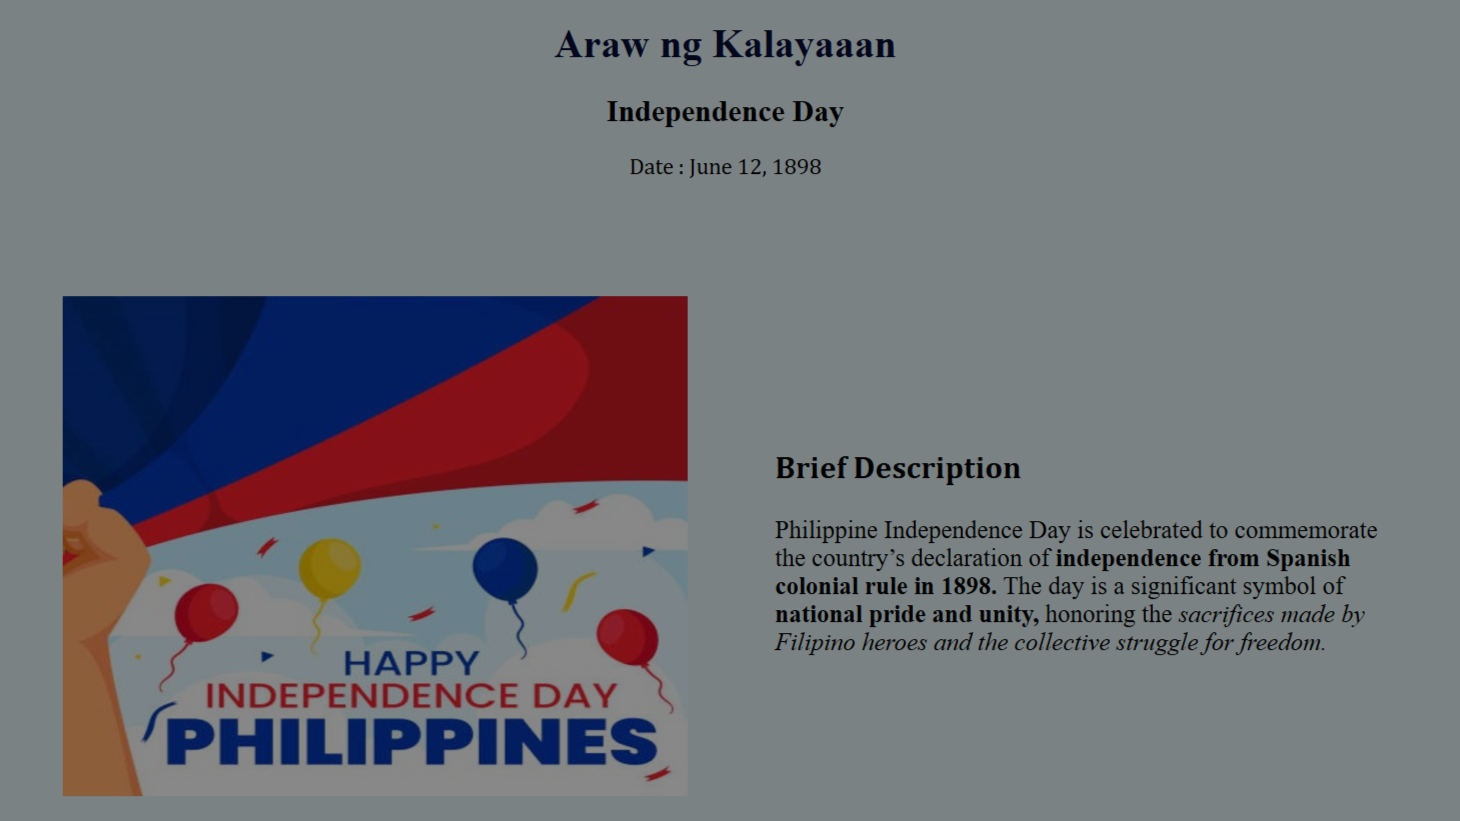 Araw ng Kalayaaan
Independence Day
Date : June 12, 1898
HAPPY
INDEPENDENCE DAY
PHILIPPINES
Brief Description
Philippine Independence Day is celebrated to commemorate
the country’s declaration of independence from Spanish
colonial rule in 1898. The day is a significant symbol of
national pride and unity, honoring the sacrifices made by
Filipino heroes and the collective struggle for freedom.